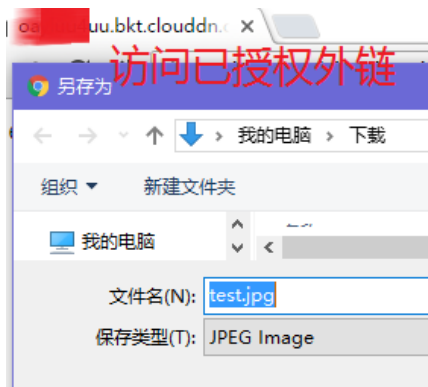 uu.bkt.clouddn.
访问已授权外链
另存为
我的电脑 › 下载
组织 新建文件夹
我的电脑
文件名(N): test.jpg
保存类型(T): JPEG Image